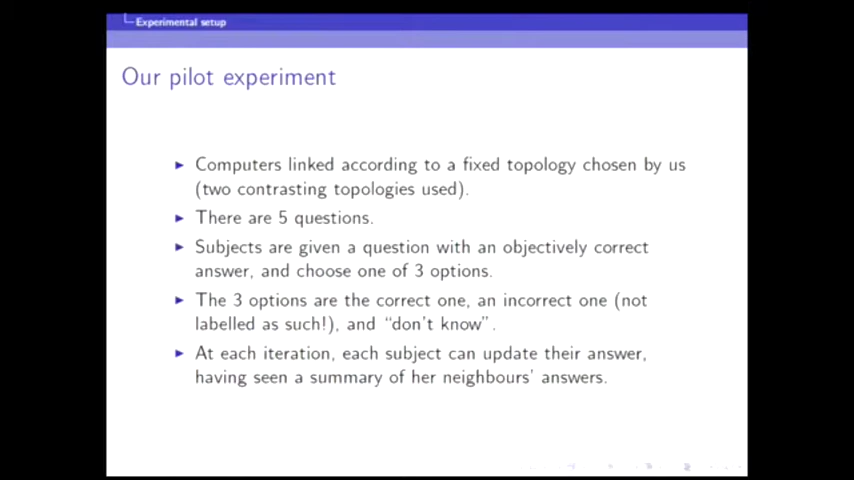 Experimental setup
Our pilot experiment
Computers linked according to a fixed topology chosen by us
(two contrasting topologies used).
There are 5 questions.
Subjects are given a question with an objectively correct
answer, and choose one of 3 options.
The 3 options are the correct one, an incorrect one (not
labelled as such!), and “don't know”.
At each iteration, each subject can update their answer,
having seen a summary of her neighbours' answers.